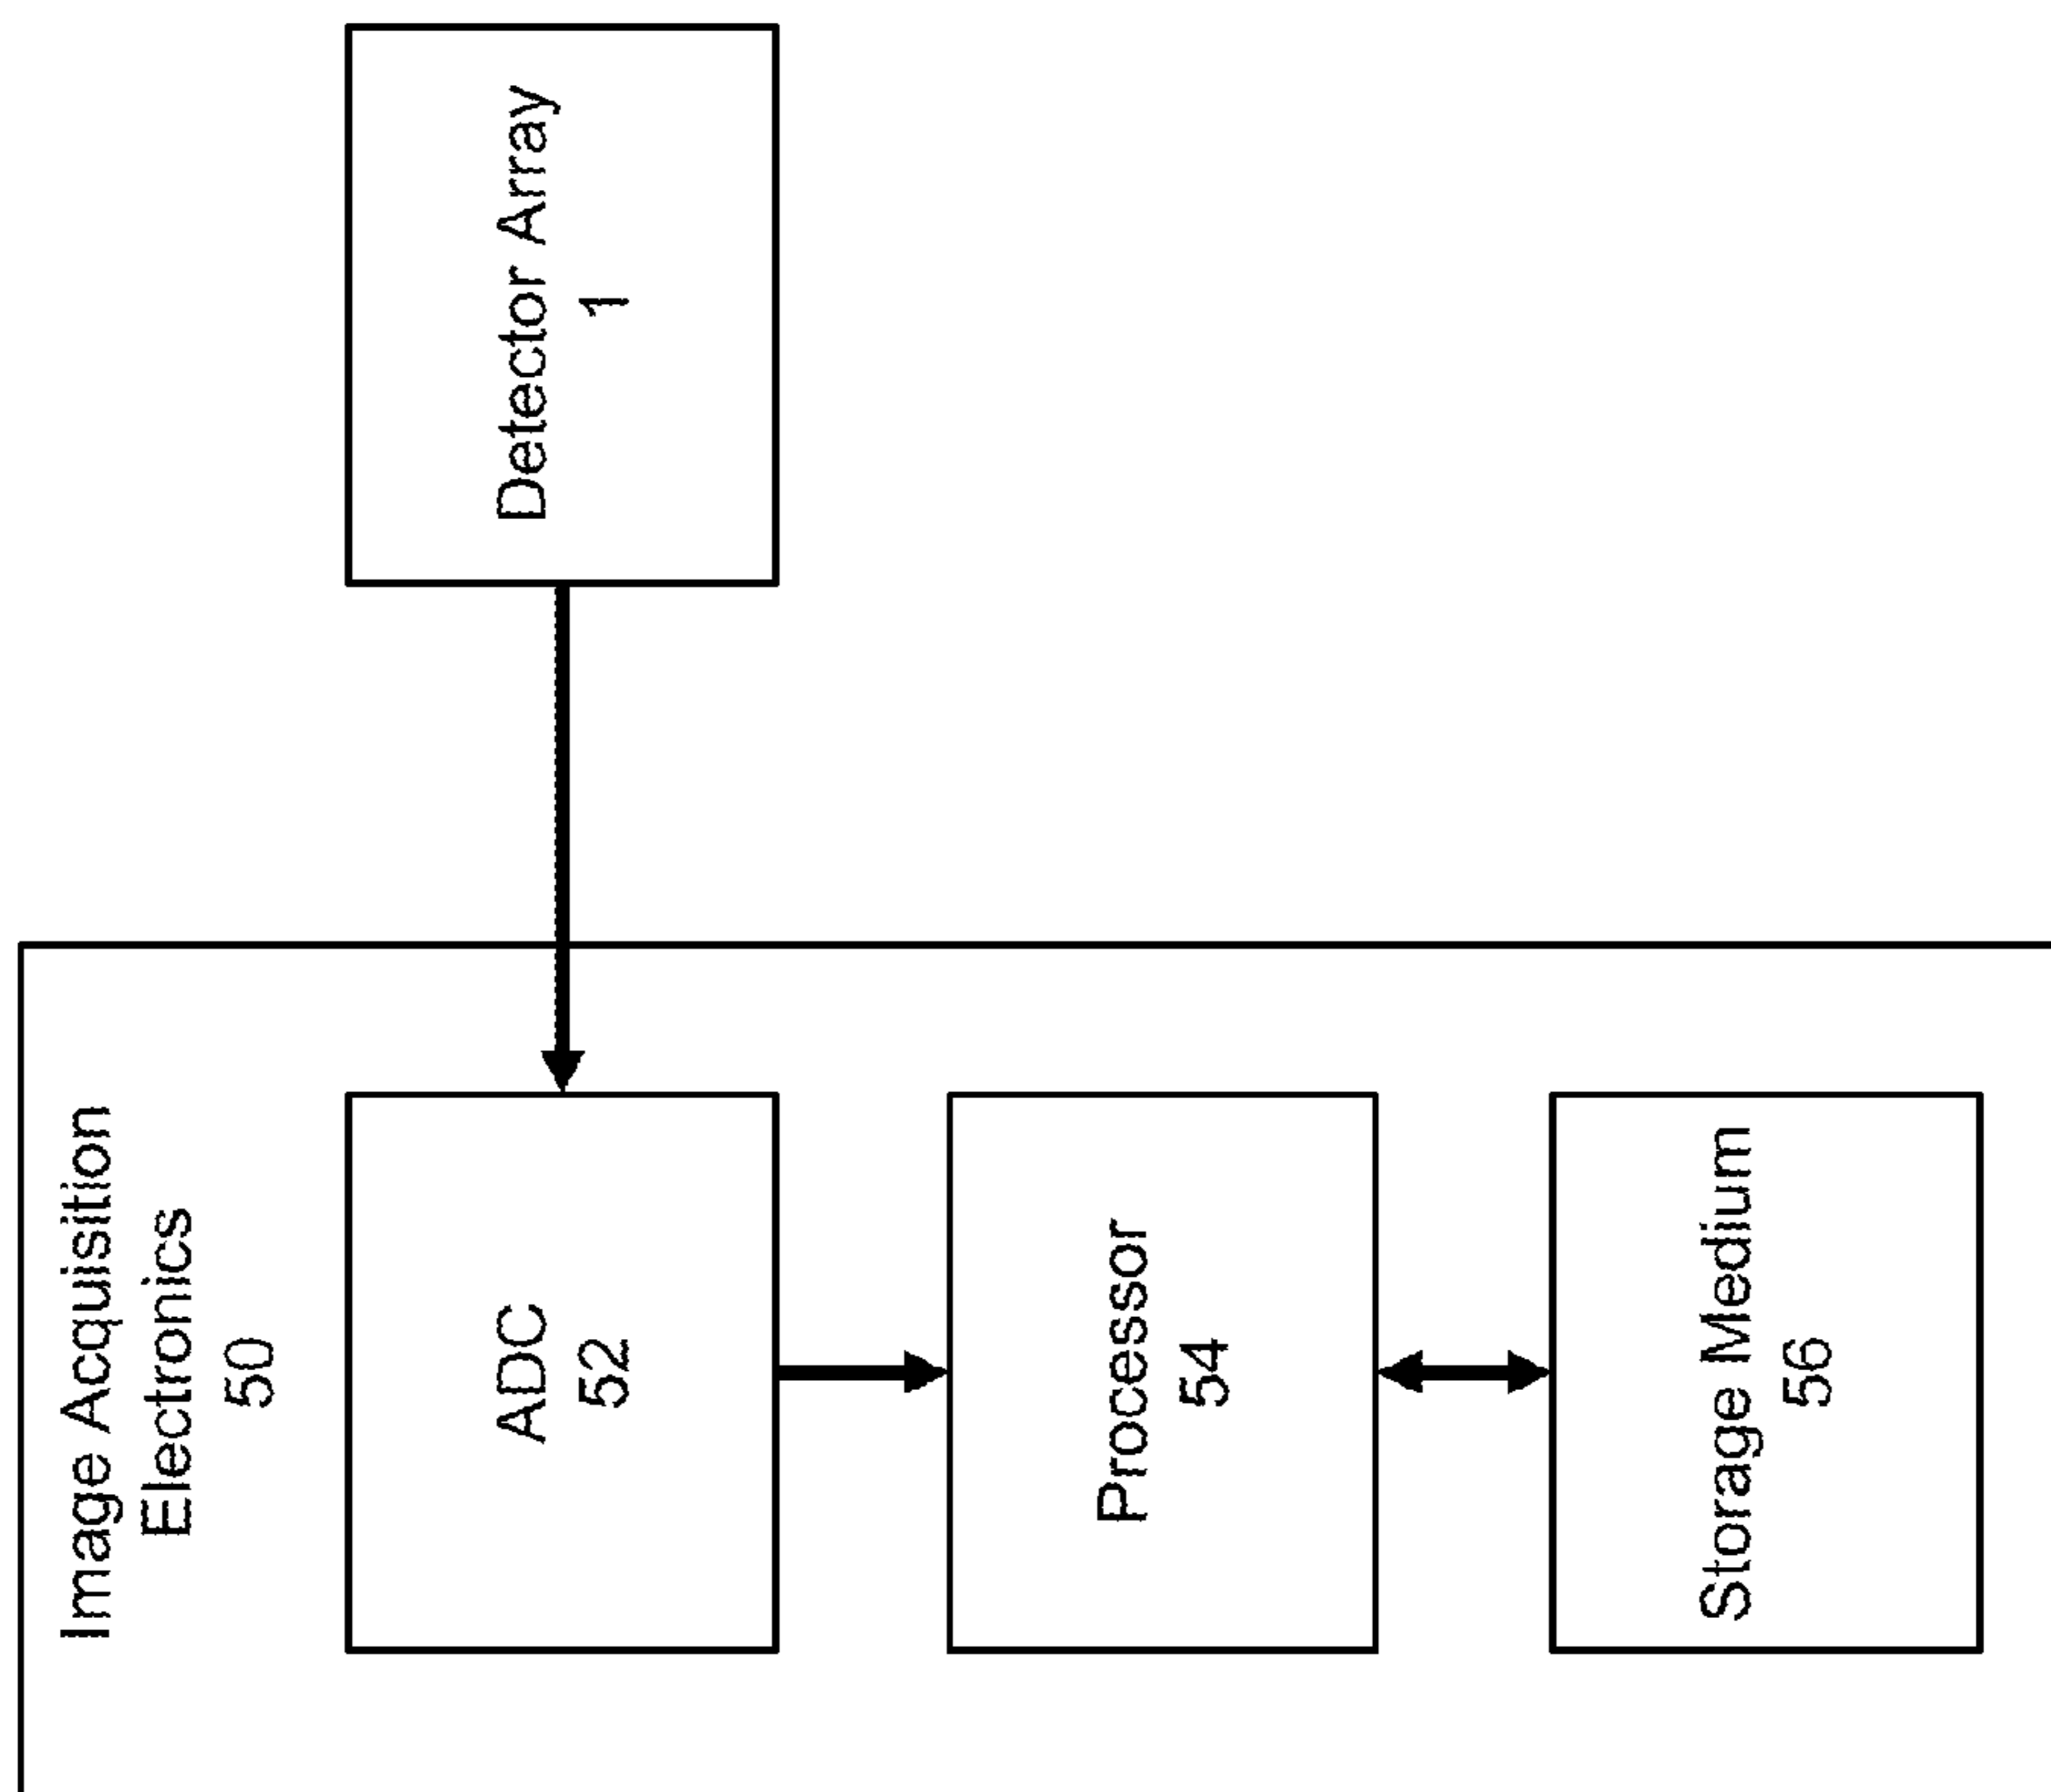 Detector Array
1
Image Acquisition
Electronics
50
ADC
52
Processor
54
Storage Medium
56